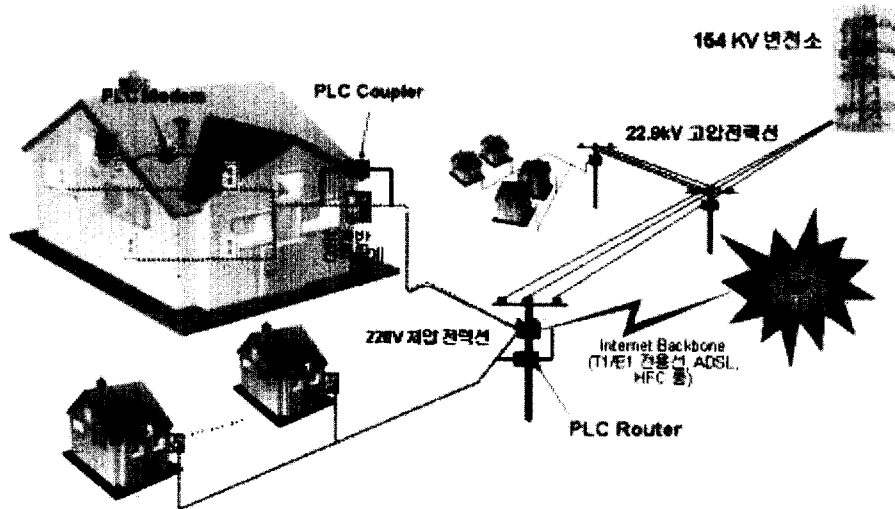 154 KV 변전소
PLC Modem
PLC Coupler
22.9kV 고압전력선
220V 저압 전력선
Internet Backbone
(T1/E1 전용선, ADSL,
HFC 등)
PLC Router